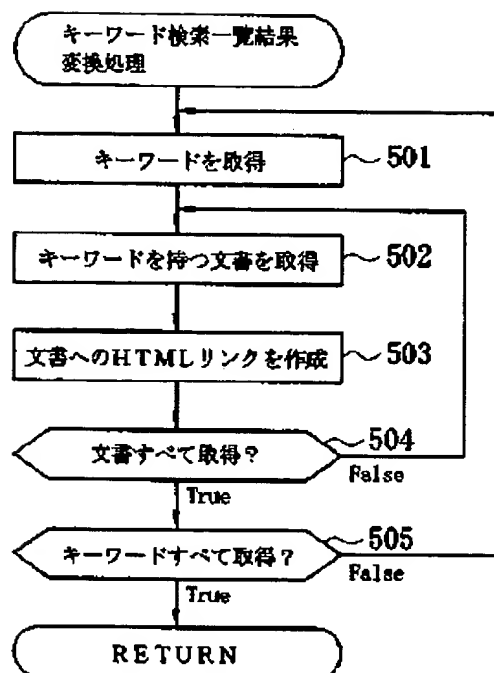 キーワード検索一覧結果
変換処理
キーワードを取得
501
キーワードを持つ文書を取得
502
文書へのHTMLリンクを作成
503
文書すべて取得?
504
False
True
キーワードすべて取得?
505
False
True
RETURN